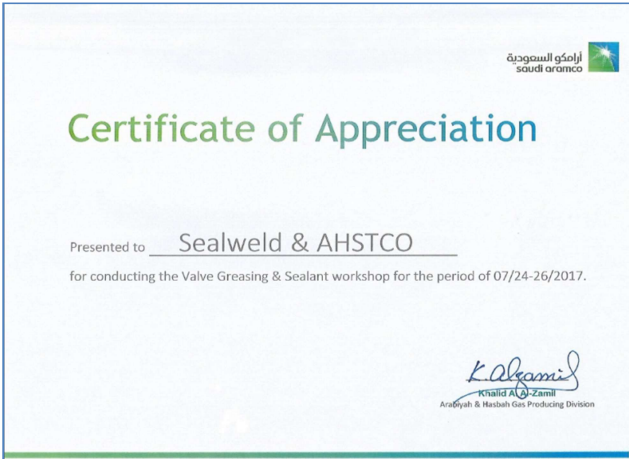 أرامكو السعودية
saudi aramco
Certificate of Appreciation
Presented to Sealweld & AHSTCO
for conducting the Valve Greasing & Sealant workshop for the period of 07/24-26/2017.
K. Alzamil
Khalid A. Al-Zamil
Arabiyah & Hasbah Gas Producing Division